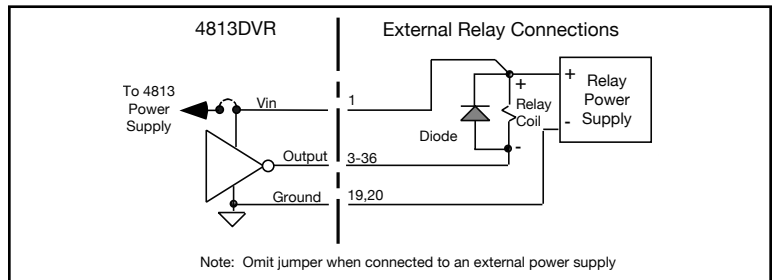 4813DVR
External Relay Connections
To 4813
Power
Supply
Vin
1
+
Relay
Coil
Diode
-
+
Relay
Power
Supply
-
Output
3-36
Ground
19,20
Note: Omit jumper when connected to an external power supply